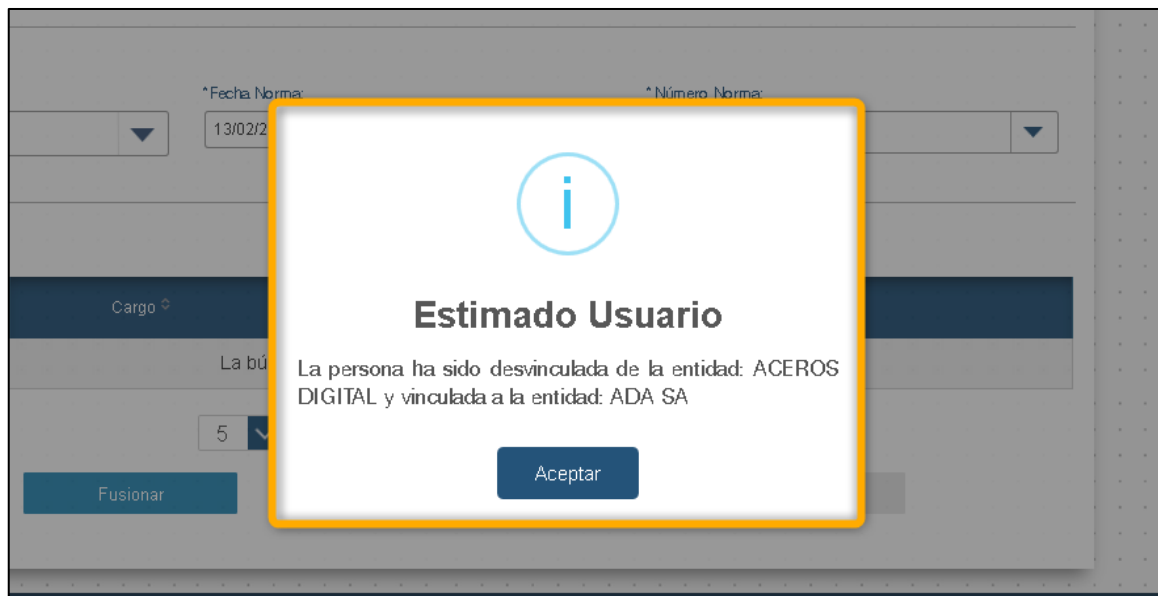 *Fecha Norma:
*Número Norma:
13/02/2
i
Cargo
Estimado Usuario
La bú
La persona ha sido desvinculada de la entidad: ACEROS
DIGITAL y vinculada a la entidad: ADA SA
5
Aceptar
Fusionar